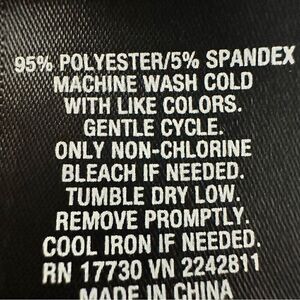 95% POLYESTER/5% SPANDEX
MACHINE WASH COLD
WITH LIKE COLORS.
GENTLE CYCLE.
ONLY NON-CHLORINE
BLEACH IF NEEDED.
TUMBLE DRY LOW.
REMOVE PROMPTLY.
COOL IRON IF NEEDED.
RN 17730 VN 2242811
MADE IN CHINA